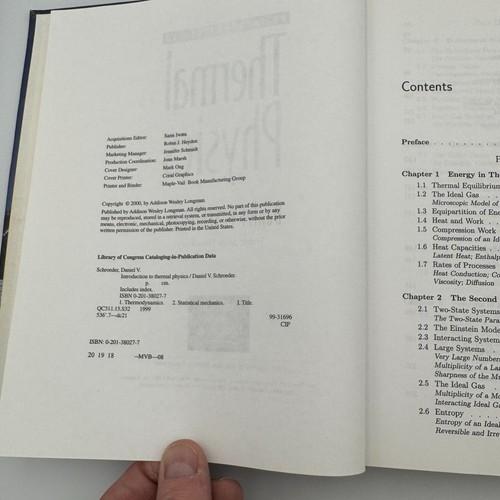 Acquisitions Editor: Sami Iwata
Publisher: Robin J. Heyden
Marketing Manager: Jennifer Schmidt
Production Coordination: Joan Marsh
Cover Designer: Mark Ong
Cover Printer: Coral Graphics
Printer and Binder: Maple-Vail Book Manufacturing Group
Copyright © 2000, by Addison Wesley Longman.
Published by Addison Wesley Longman. All rights reserved. No part of this publication
may be reproduced, stored in a retrieval system, or transmitted, in any form or by any
means, electronic, mechanical, photocopying, recording, or otherwise, without the prior
written permission of the publisher. Printed in the United States.
Library of Congress Cataloging-in-Publication Data
Schroeder, Daniel V.
Introduction to thermal physics / Daniel V. Schroeder.
p. cm.
Includes index.
ISBN 0-201-38027-7
1. Thermodynamics. 2. Statistical mechanics. I. Title.
QC311.15.S32 1999
536'.7—dc21 99-31696
CIP
ISBN: 0-201-38027-7
20 19 18 —MVB—08
Contents
Preface
P
Chapter 1 Energy in The
1.1 Thermal Equilibrium
1.2 The Ideal Gas
Microscopic Model of
1.3 Equipartition of Ene
1.4 Heat and Work
1.5 Compression Work
Compression of an Id
1.6 Heat Capacities
Latent Heat; Enthalp
1.7 Rates of Processes
Heat Conduction; Co
Viscosity; Diffusion
Chapter 2 The Second
2.1 Two-State Systems
The Two-State Para
2.2 The Einstein Mode
2.3 Interacting System
2.4 Large Systems
Very Large Numbers
Multiplicity of a Lar
Sharpness of the Mu
2.5 The Ideal Gas
Multiplicity of a Mo
Interacting Ideal Ga
2.6 Entropy
Entropy of an Ideal
Reversible and Irre